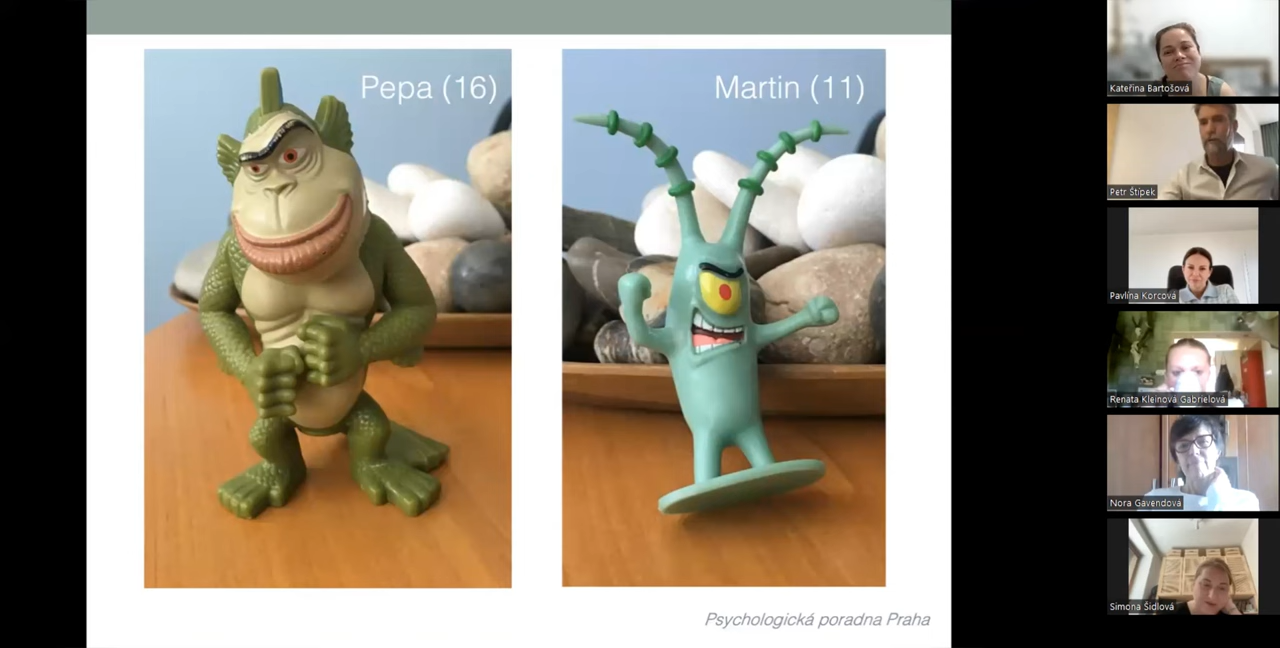 Pepa (16)
Martin (11)
Psychologická poradna Praha
Kateřina Bartošová
Petr Štípek
Pavlína Korcová
Renata Kleinová Gabrielová
Nora Gavendová
Simona Šidlová